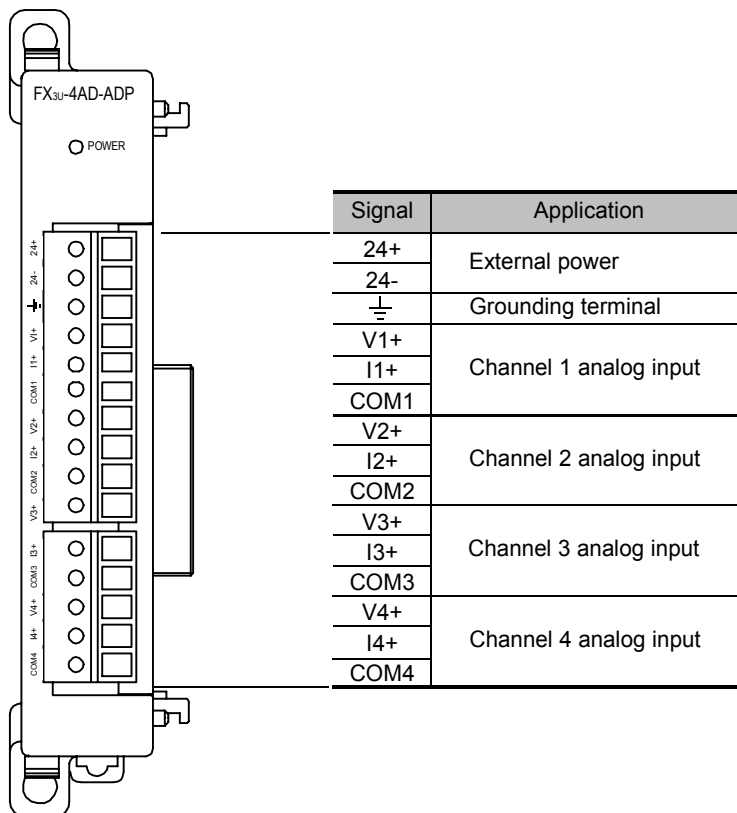 FX3U-4AD-ADP
POWER
24+
24-
⏚
V1+
I1+
COM1
V2+
I2+
COM2
V3+
I3+
COM3
V4+
I4+
COM4
Signal Application
24+
24-
External power
⏚ Grounding terminal
V1+
I1+
COM1
Channel 1 analog input
V2+
I2+
COM2
Channel 2 analog input
V3+
I3+
COM3
Channel 3 analog input
V4+
I4+
COM4
Channel 4 analog input